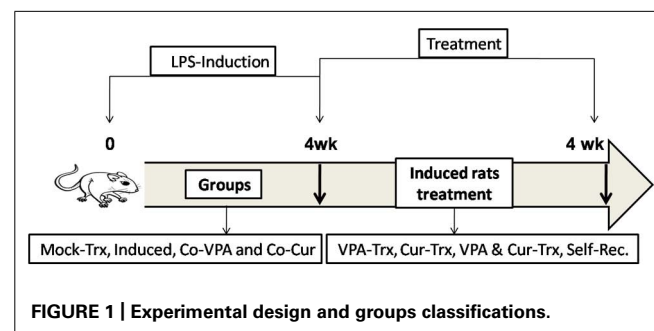 Treatment
LPS-Induction
0
4wk
4 wk
Groups
Induced rats
treatment
Mock-Trx, Induced, Co-VPA and Co-Cur
VPA-Trx, Cur-Trx, VPA & Cur-Trx, Self-Rec.
FIGURE 1 | Experimental design and groups classifications.